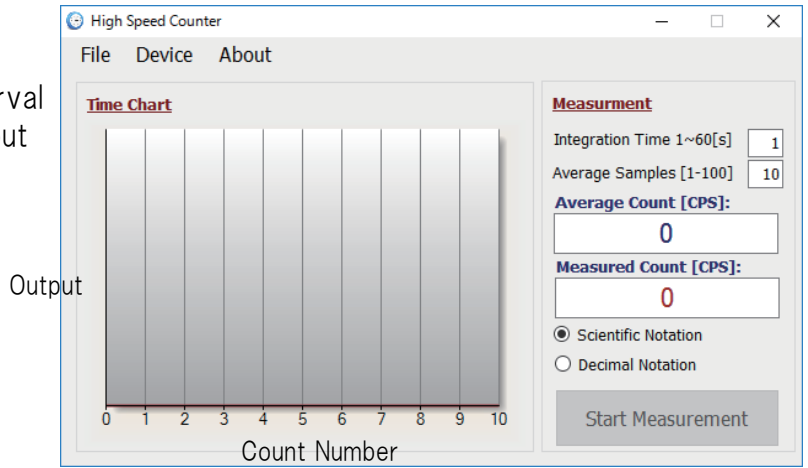 High Speed Counter
File Device About
rval
ut
Time Chart
Output
0 1 2 3 4 5 6 7 8 9 10
Count Number
Measurment
Integration Time 1~60[s] 1
Average Samples [1-100] 10
Average Count [CPS]:
0
Measured Count [CPS]:
0
Scientific Notation
Decimal Notation
Start Measurement